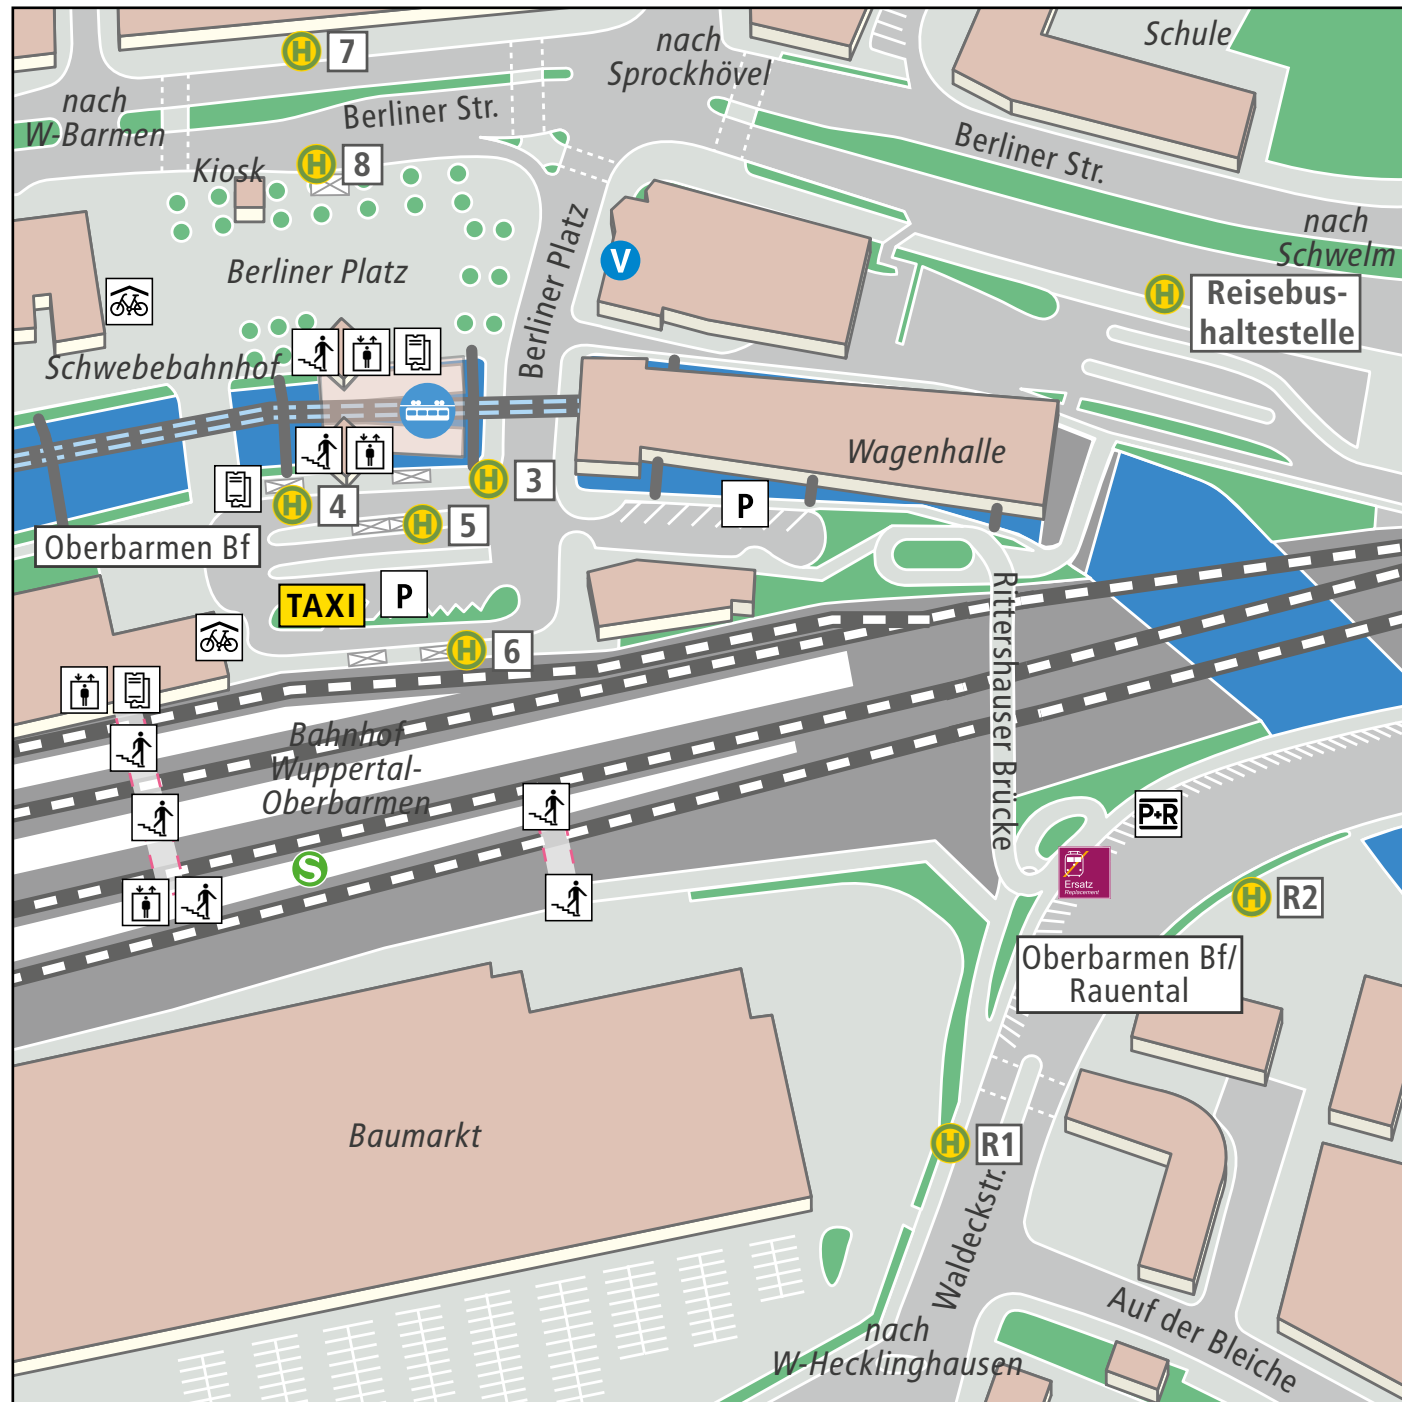 H 7
nach
Sprockhövel
Schule
nach
W-Barmen
Berliner Str.
Berliner Str.
Kiosk
H 8
nach
Schwelm
Berliner Platz
Berliner Platz
V
H Reisebus-
haltestelle
Schwebebahnhof
Wagenhalle
H 3
H 4
H 5
P
Oberbarmen Bf
TAXI
P
H 6
Rittershauser Brücke
Bahnhof
Wuppertal-
Oberbarmen
S
P+R
Ersatz
Replacement
H R2
Oberbarmen Bf/
Rauental
Baumarkt
H R1
Waldeckstr.
Auf der Bleiche
nach
W-Hecklinghausen